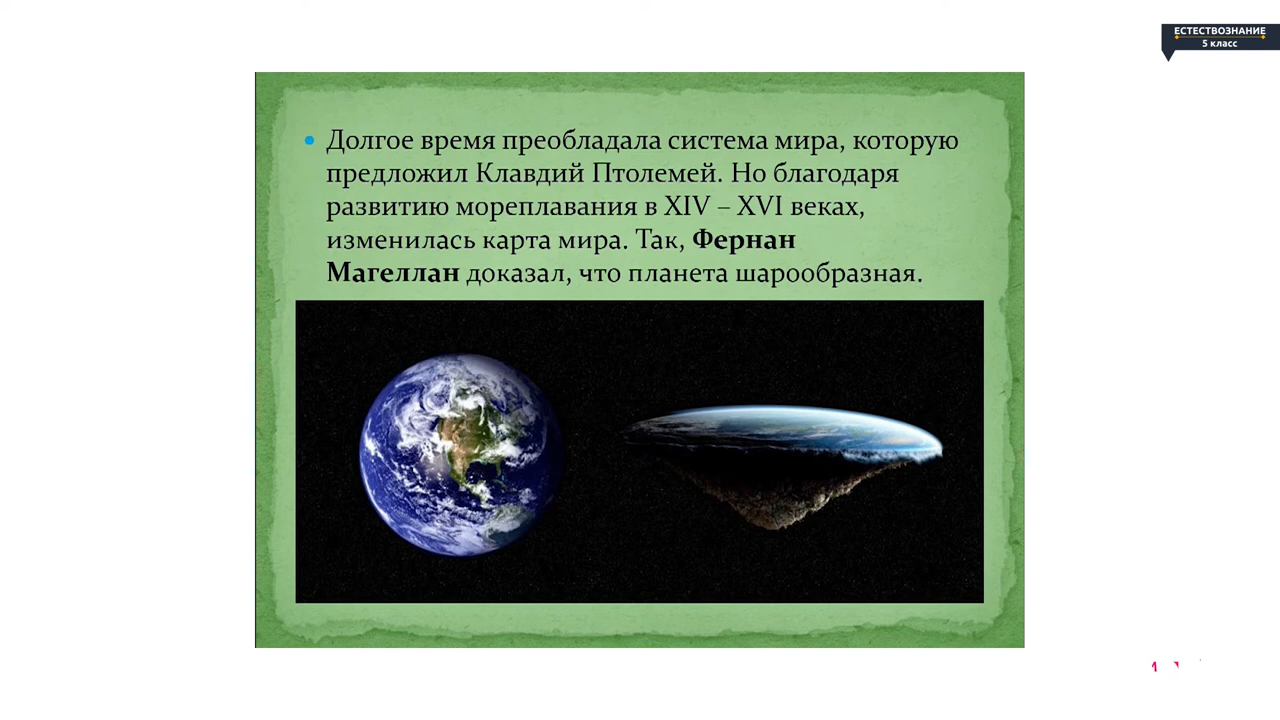 ЕСТЕСТВОЗНАНИЕ
5 класс
Долгое время преобладала система мира, которую
предложил Клавдий Птолемей. Но благодаря
развитию мореплавания в XIV – XVI веках,
изменилась карта мира. Так, Фернан
Магеллан доказал, что планета шарообразная.